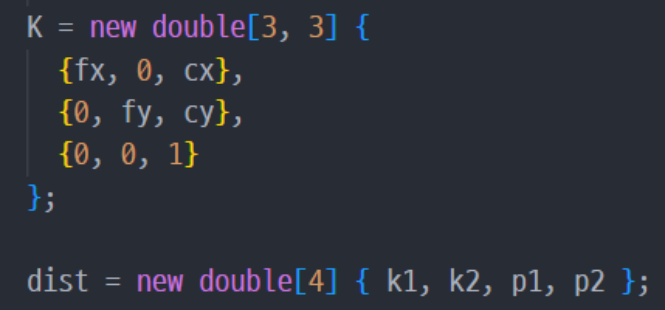 K = new double[3, 3] {
{fx, 0, cx},
{0, fy, cy},
{0, 0, 1}
};
dist = new double[4] { k1, k2, p1, p2 };